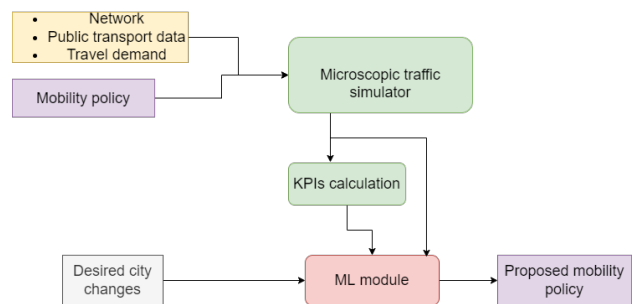 • Network
• Public transport data
• Travel demand
Mobility policy
Microscopic traffic
simulator
KPIs calculation
Desired city
changes
ML module
Proposed mobility
policy